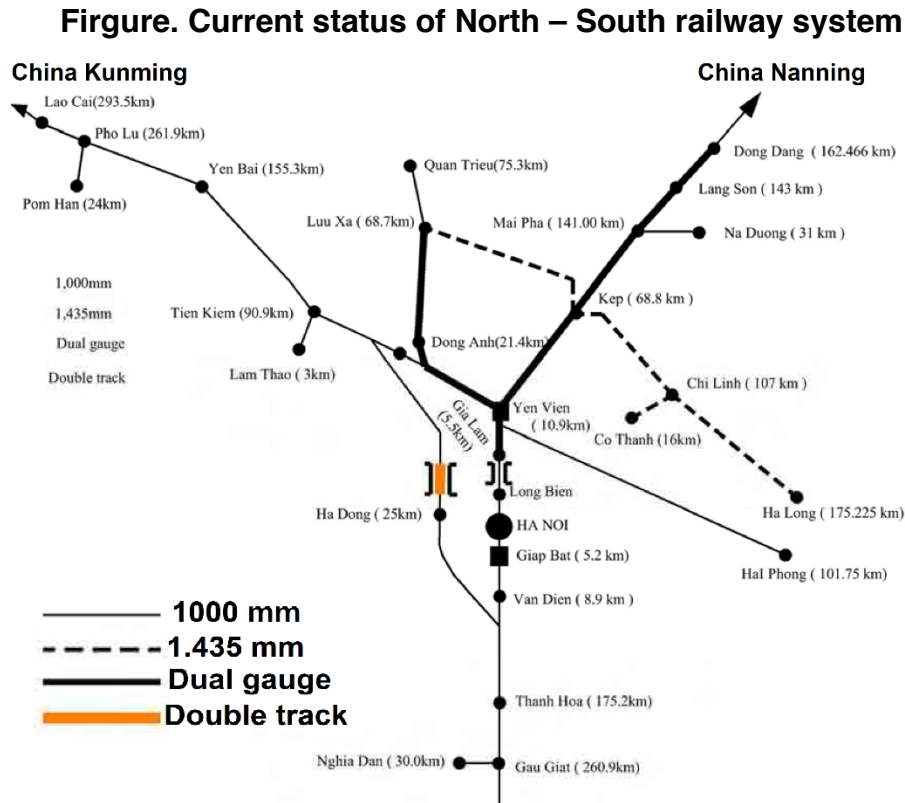 Firgure. Current status of North – South railway system
China Kunming
China Nanning
Lao Cai(293.5km)
Pho Lu (261.9km)
Dong Dang ( 162.466 km)
Yen Bai (155.3km)
Quan Trieu(75.3km)
Lang Son ( 143 km )
Pom Han (24km)
Luu Xa ( 68.7km)
Mai Pha ( 141.00 km)
Na Duong ( 31 km )
1,000mm
Kep ( 68.8 km )
1,435mm
Tien Kiem (90.9km)
Dual gauge
Dong Anh(21.4km)
Double track
Lam Thao ( 3km)
Chi Linh ( 107 km )
Gia Lam
(5.5km)
Yen Vien
( 10.9km)
Co Thanh (16km)
Long Bien
Ha Dong ( 25km)
HA NOI
Ha Long ( 175.225 km)
Giap Bat ( 5.2 km)
HaI Phong ( 101.75 km)
Van Dien ( 8.9 km )
1000 mm
1.435 mm
Dual gauge
Double track
Thanh Hoa ( 175.2km)
Nghia Dan ( 30.0km)
Gau Giat ( 260.9km)